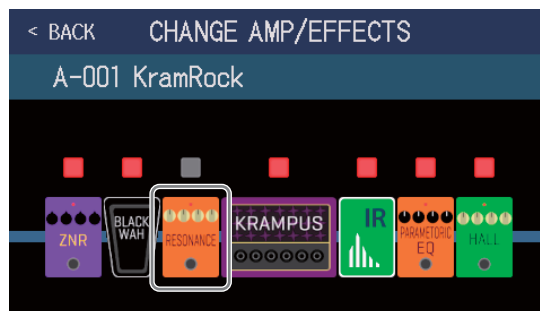 < BACK CHANGE AMP/EFFECTS
A-001 KramRock
ZNR
BLACK
WAH
RESONANCE
KRAMPUS
IR
PARAMETORIC
EQ
HALL